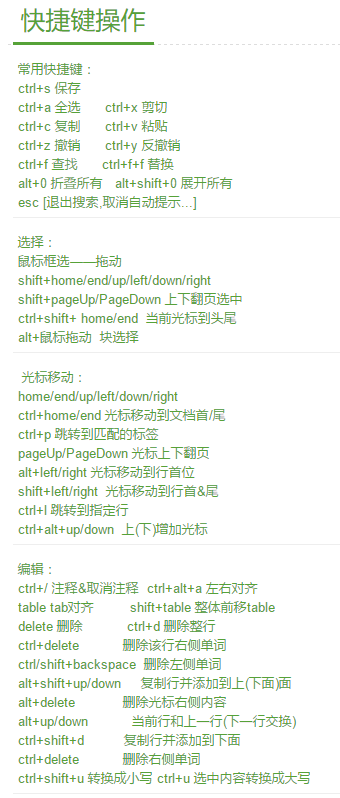 快捷键操作
常用快捷键：
ctrl+s 保存
ctrl+a 全选 ctrl+x 剪切
ctrl+c 复制 ctrl+v 粘贴
ctrl+z 撤销 ctrl+y 反撤销
ctrl+f 查找 ctrl+f+f 替换
alt+0 折叠所有 alt+shift+0 展开所有
esc [退出搜索,取消自动提示...]
选择：
鼠标框选——拖动
shift+home/end/up/left/down/right
shift+pageUp/PageDown 上下翻页选中
ctrl+shift+ home/end 当前光标到头尾
alt+鼠标拖动 块选择
光标移动：
home/end/up/left/down/right
ctrl+home/end 光标移动到文档首/尾
ctrl+p 跳转到匹配的标签
pageUp/PageDown 光标上下翻页
alt+left/right 光标移动到行首位
shift+left/right 光标移动到行首&尾
ctrl+l 跳转到指定行
ctrl+alt+up/down 上(下)增加光标
编辑：
ctrl+/ 注释&取消注释 ctrl+alt+a 左右对齐
table tab对齐 shift+table 整体前移table
delete 删除 ctrl+d 删除整行
ctrl+delete 删除该行右侧单词
ctrl/shift+backspace 删除左侧单词
alt+shift+up/down 复制行并添加到上(下面)面
alt+delete 删除光标右侧内容
alt+up/down 当前行和上一行(下一行交换)
ctrl+shift+d 复制行并添加到下面
ctrl+delete 删除右侧单词
ctrl+shift+u 转换成小写 ctrl+u 选中内容转换成大写